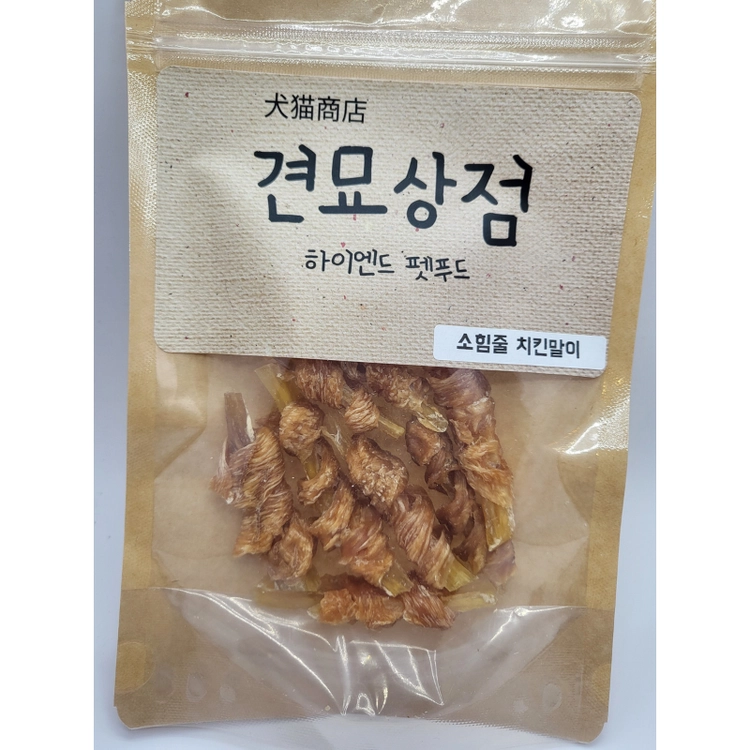 犬猫商店
견묘상점
하이엔드 펫푸드
소힘줄 치킨말이